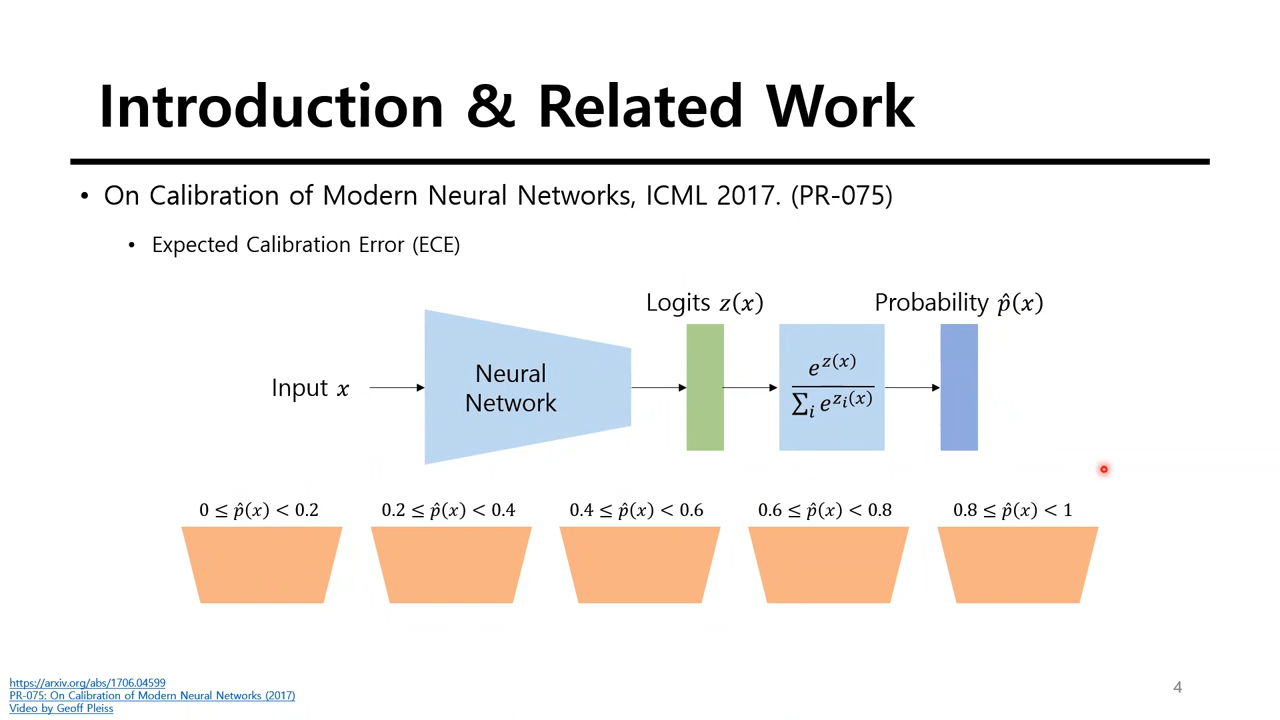 Introduction & Related Work
• On Calibration of Modern Neural Networks, ICML 2017. (PR-075)
• Expected Calibration Error (ECE)
Logits z(x)
Probability p̂(x)
Input x
Neural
Network
e^{z(x)}
∑_i e^{z_i(x)}
0 ≤ p̂(x) < 0.2
0.2 ≤ p̂(x) < 0.4
0.4 ≤ p̂(x) < 0.6
0.6 ≤ p̂(x) < 0.8
0.8 ≤ p̂(x) < 1
https://arxiv.org/abs/1706.04599
PR-075: On Calibration of Modern Neural Networks (2017)
Video by Geoff Pleiss
4